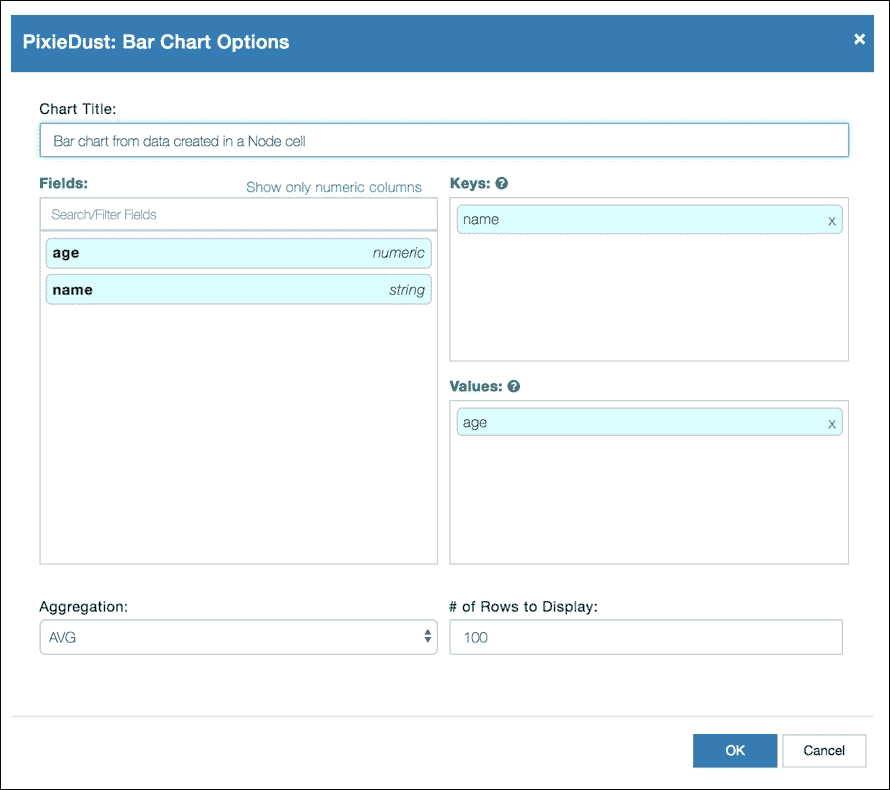 PixieDust: Bar Chart Options ×
Chart Title:
Bar chart from data created in a Node cell
Fields: Show only numeric columns
Search/Filter Fields
age numeric
name string
Keys: ?
name x
Values: ?
age x
Aggregation:
AVG
# of Rows to Display:
100
OK Cancel